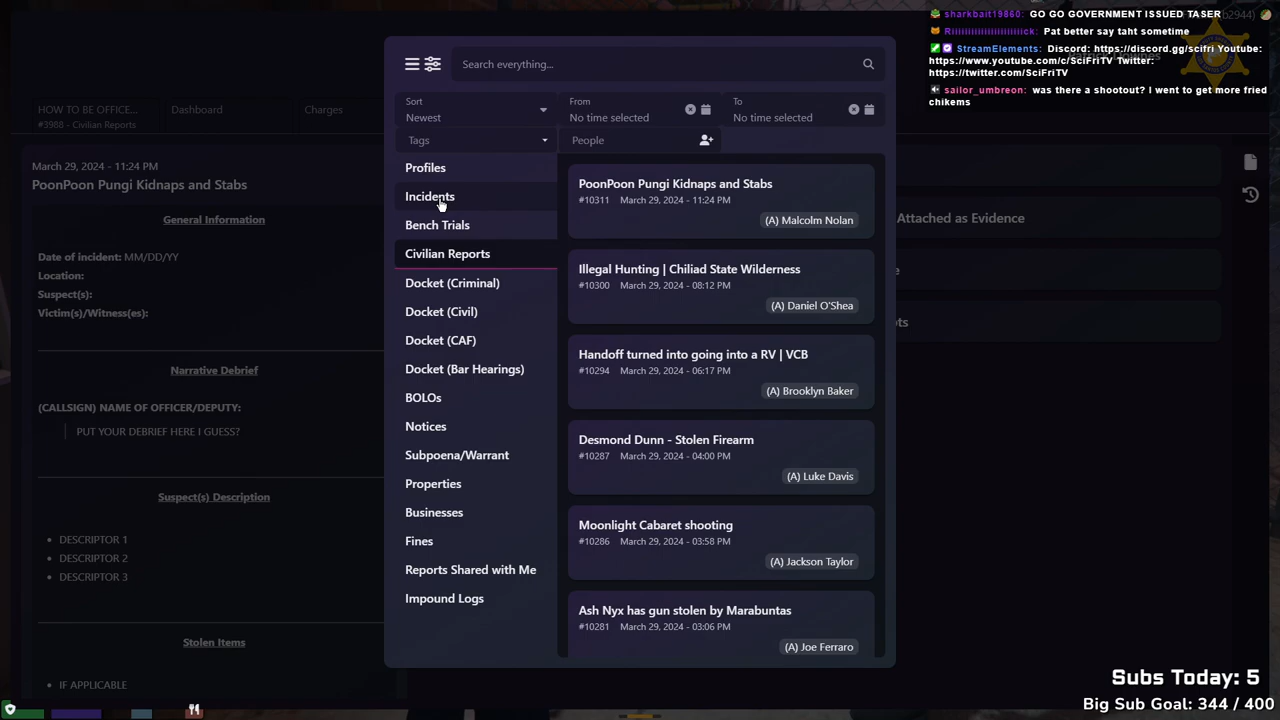 sharkbait19860: GO GO GOVERNMENT ISSUED TASER
Riiiiiiiiiiiiiiiiick: Pat better say taht sometime
StreamElements: Discord: https://discord.gg/scifri Youtube:
https://www.youtube.com/c/SciFriTV Twitter:
https://twitter.com/SciFriTV
sailor_umbreon: was there a shootout? I went to get more fried
chikems
HOW TO BE OFFICE...
#3988 - Civilian Reports
Dashboard
Charges
March 29, 2024 - 11:24 PM
PoonPoon Pungi Kidnaps and Stabs
General Information
Date of incident: MM/DD/YY
Location:
Suspect(s):
Victim(s)/Witness(es):
Narrative Debrief
(CALLSIGN) NAME OF OFFICER/DEPUTY:
PUT YOUR DEBRIEF HERE I GUESS?
Suspect(s) Description
DESCRIPTOR 1
DESCRIPTOR 2
DESCRIPTOR 3
Stolen Items
IF APPLICABLE
Search everything...
Sort
Newest
From
No time selected
To
No time selected
Tags
People
Profiles
Incidents
Bench Trials
Civilian Reports
Docket (Criminal)
Docket (Civil)
Docket (CAF)
Docket (Bar Hearings)
BOLOs
Notices
Subpoena/Warrant
Properties
Businesses
Fines
Reports Shared with Me
Impound Logs
PoonPoon Pungi Kidnaps and Stabs
#10311 March 29, 2024 - 11:24 PM
(A) Malcolm Nolan
Illegal Hunting | Chiliad State Wilderness
#10300 March 29, 2024 - 08:12 PM
(A) Daniel O'Shea
Handoff turned into going into a RV | VCB
#10294 March 29, 2024 - 06:17 PM
(A) Brooklyn Baker
Desmond Dunn - Stolen Firearm
#10287 March 29, 2024 - 04:00 PM
(A) Luke Davis
Moonlight Cabaret shooting
#10286 March 29, 2024 - 03:58 PM
(A) Jackson Taylor
Ash Nyx has gun stolen by Marabuntas
#10281 March 29, 2024 - 03:06 PM
(A) Joe Ferraro
Attached as Evidence
Subs Today: 5
Big Sub Goal: 344 / 400